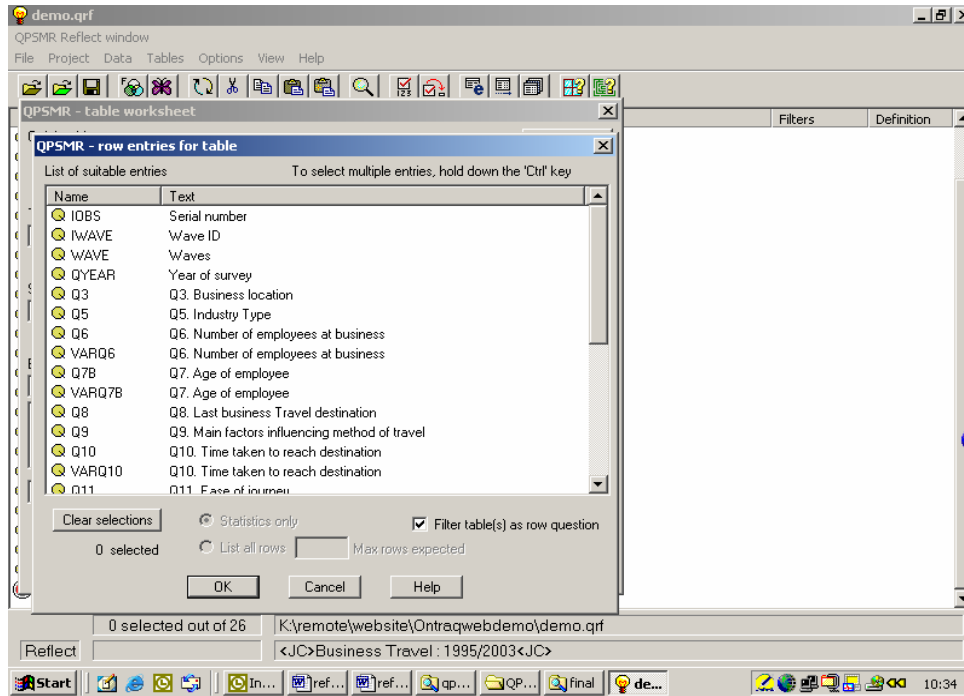 demo.qrf
QPSMR Reflect window
File Project Data Tables Options View Help
QPSMR - table worksheet
Filters Definition
QPSMR - row entries for table
List of suitable entries To select multiple entries, hold down the 'Ctrl' key
Name Text
IOBS Serial number
IWAVE Wave ID
WAVE Waves
QYEAR Year of survey
Q3 Q3. Business location
Q5 Q5. Industry Type
Q6 Q6. Number of employees at business
VARQ6 Q6. Number of employees at business
Q7B Q7. Age of employee
VARQ7B Q7. Age of employee
Q8 Q8. Last business Travel destination
Q9 Q9. Main factors influencing method of travel
Q10 Q10. Time taken to reach destination
VARQ10 Q10. Time taken to reach destination
Q11 Q11. Ease of journey
Clear selections Statistics only Filter table(s) as row question
0 selected List all rows Max rows expected
OK Cancel Help
0 selected out of 26 K:\remote\website\Ontraqwebdemo\demo.qrf
Reflect <JC>Business Travel : 1995/2003<JC>
Start In... ref... ref... qp... QP... final de... 10:34